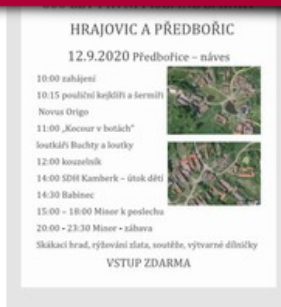 HRAJOVIC A PŘEDBOŘIC
12.9.2020 Předbořice – náves
10:00 zahájení
10:15 pouliční kejklíři a šermíři
Novus Origo
11:00 „Kocour v botách"
loutkáři Buchty a loutky
12:00 kouzelník
14:00 SDH Kamberk – útok dětí
14:30 Babinec
15:00 – 18:00 Minor k poslechu
20:00 - 23:30 Minor - zábava
Skákací hrad, rýžování zlata, soutěže, výtvarné dílničky
VSTUP ZDARMA